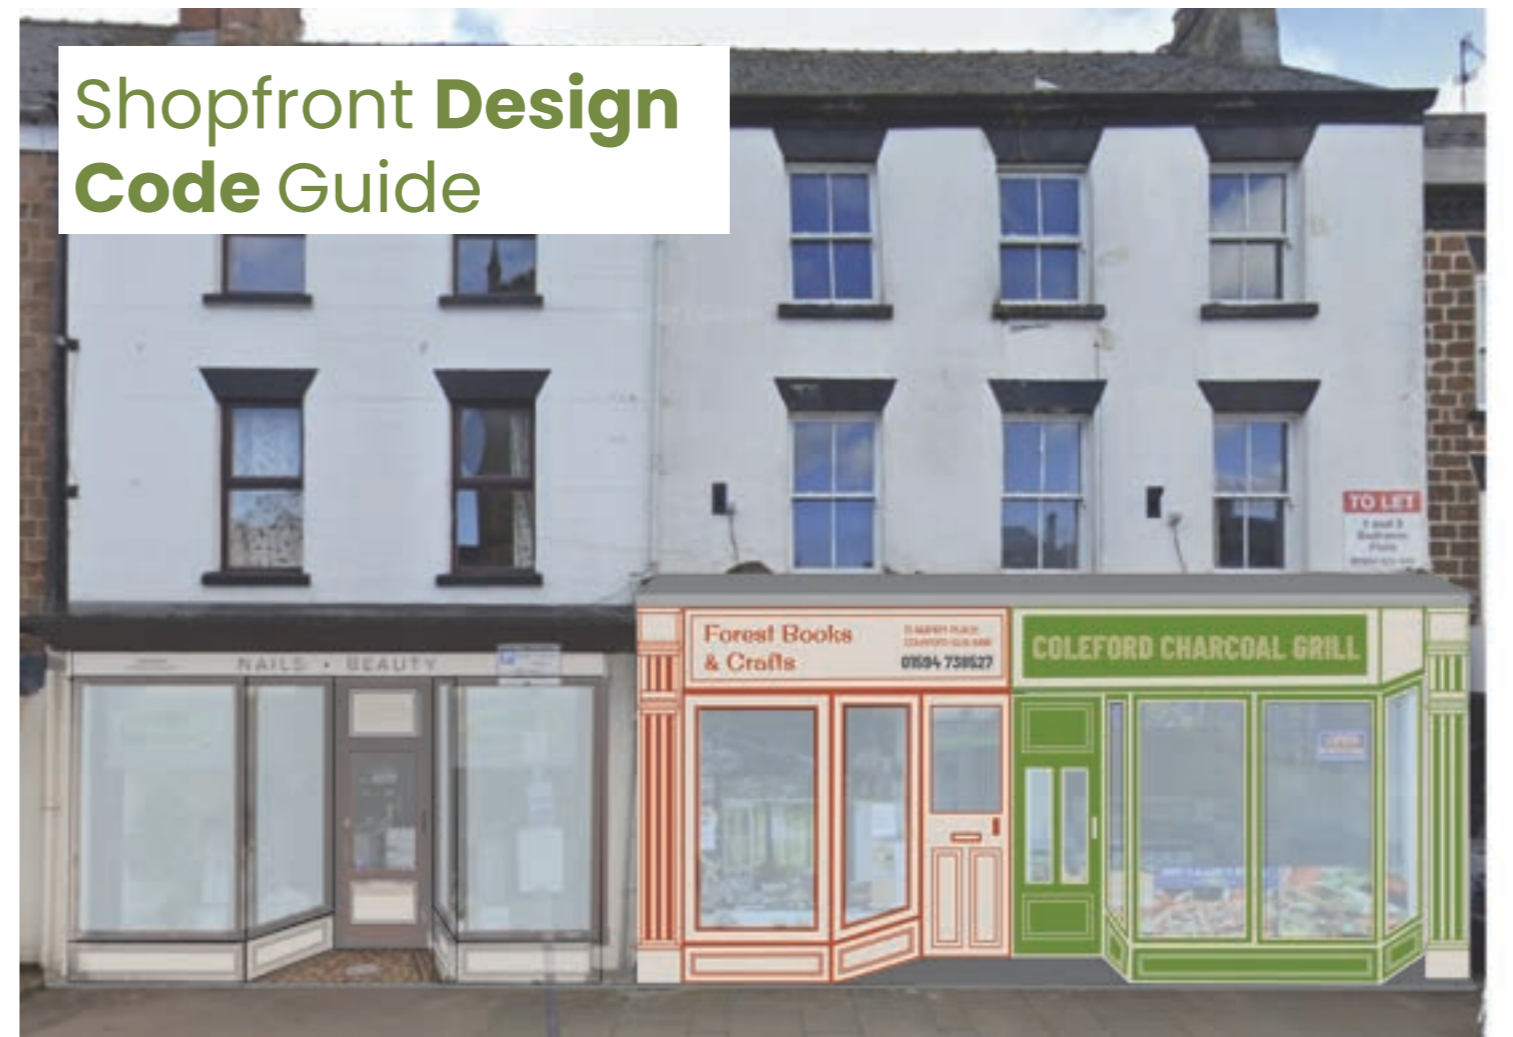 Shopfront Design
Code Guide
TO LET
Forest Books
& Crafts
01594 738527
COLEFORD CHARCOAL GRILL
NAILS • BEAUTY